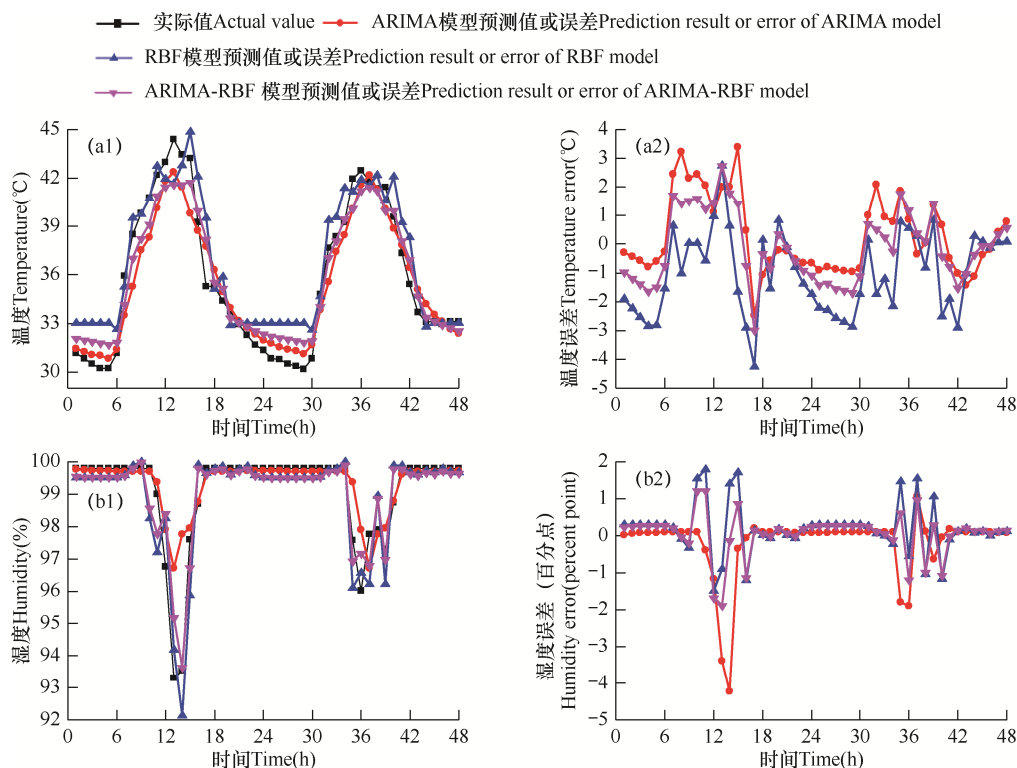 实际值Actual value
ARIMA模型预测值或误差Prediction result or error of ARIMA model
RBF模型预测值或误差Prediction result or error of RBF model
ARIMA-RBF 模型预测值或误差Prediction result or error of ARIMA-RBF model
(a1)
温度Temperature(℃)
45
42
39
36
33
30
0 6 12 18 24 30 36 42 48
时间Time(h)
(a2)
温度误差Temperature error(℃)
4
3
2
1
0
-1
-2
-3
-4
-5
0 6 12 18 24 30 36 42 48
时间Time(h)
(b1)
湿度Humidity(%)
100
99
98
97
96
95
94
93
92
0 6 12 18 24 30 36 42 48
时间Time(h)
(b2)
湿度误差（百分点）
Humidity error(percent point)
2
1
0
-1
-2
-3
-4
-5
0 6 12 18 24 30 36 42 48
时间Time(h)